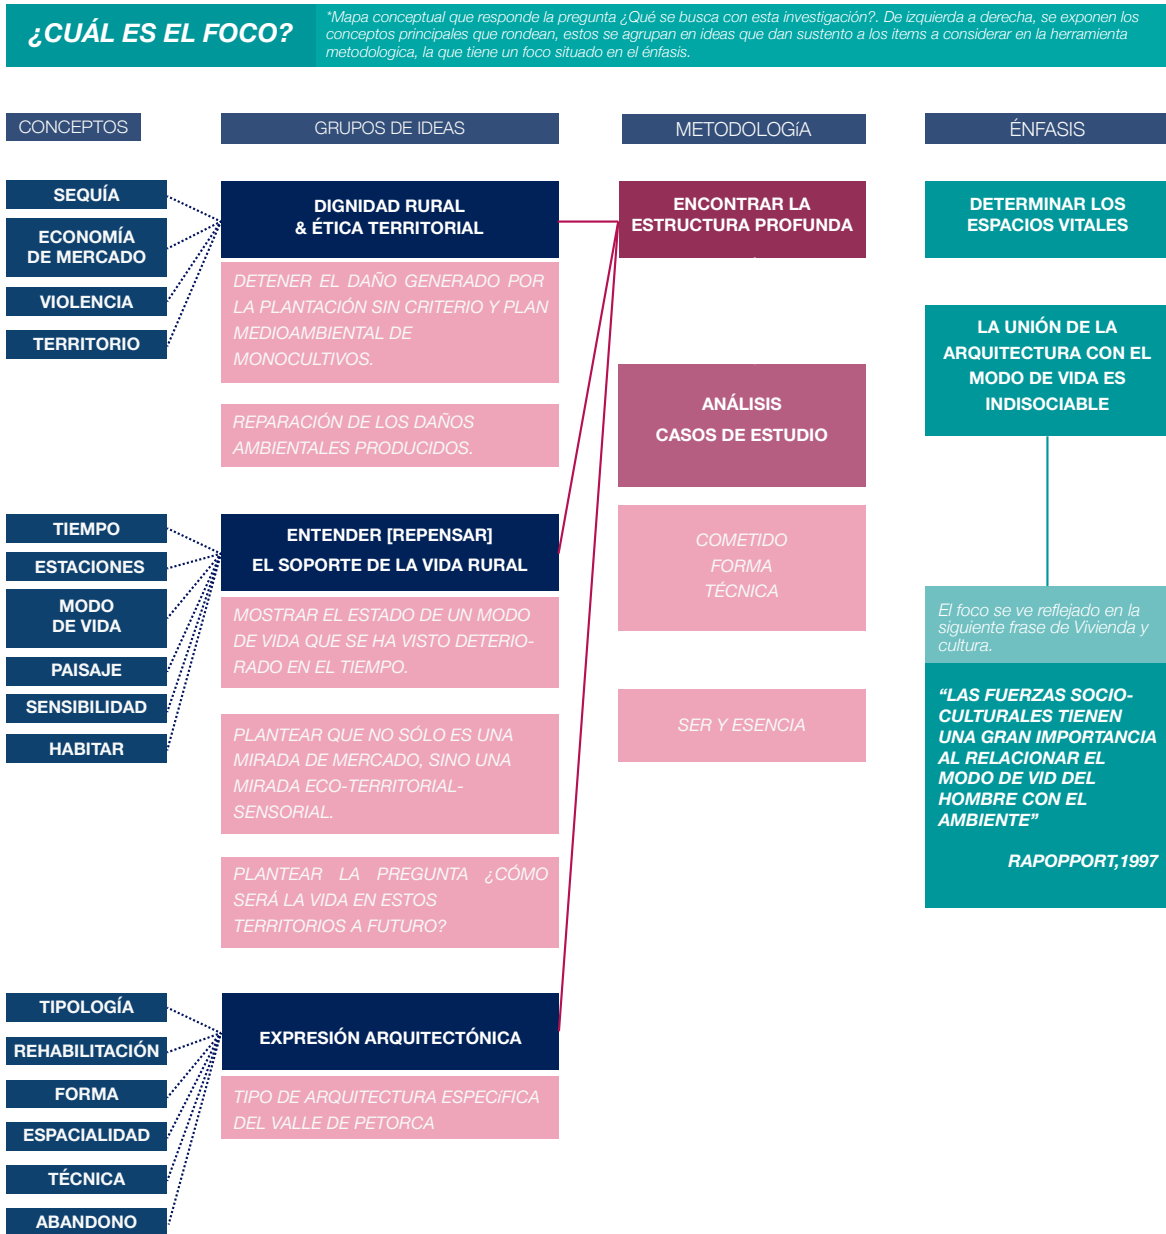 ¿CUÁL ES EL FOCO?
*Mapa conceptual que responde la pregunta ¿Qué se busca con esta investigación?. De izquierda a derecha, se exponen los
conceptos principales que rondean, estos se agrupan en ideas que dan sustento a los items a considerar en la herramienta
metodologica, la que tiene un foco situado en el énfasis.
CONCEPTOS
GRUPOS DE IDEAS
METODOLOGíA
ÉNFASIS
SEQUÍA
ECONOMÍA
DE MERCADO
VIOLENCIA
TERRITORIO
DIGNIDAD RURAL
& ÉTICA TERRITORIAL
DETENER EL DAÑO GENERADO POR
LA PLANTACIÓN SIN CRITERIO Y PLAN
MEDIOAMBIENTAL DE
MONOCULTIVOS.
REPARACIÓN DE LOS DAÑOS
AMBIENTALES PRODUCIDOS.
TIEMPO
ESTACIONES
MODO
DE VIDA
PAISAJE
SENSIBILIDAD
HABITAR
ENTENDER [REPENSAR]
EL SOPORTE DE LA VIDA RURAL
MOSTRAR EL ESTADO DE UN MODO
DE VIDA QUE SE HA VISTO DETERIO-
RADO EN EL TIEMPO.
PLANTEAR QUE NO SÓLO ES UNA
MIRADA DE MERCADO, SINO UNA
MIRADA ECO-TERRITORIAL-
SENSORIAL.
PLANTEAR LA PREGUNTA ¿CÓMO
SERÁ LA VIDA EN ESTOS
TERRITORIOS A FUTURO?
TIPOLOGÍA
REHABILITACIÓN
FORMA
ESPACIALIDAD
TÉCNICA
ABANDONO
EXPRESIÓN ARQUITECTÓNICA
TIPO DE ARQUITECTURA ESPECíFICA
DEL VALLE DE PETORCA
ENCONTRAR LA
ESTRUCTURA PROFUNDA
ANÁLISIS
CASOS DE ESTUDIO
COMETIDO
FORMA
TÉCNICA
SER Y ESENCIA
DETERMINAR LOS
ESPACIOS VITALES
LA UNIÓN DE LA
ARQUITECTURA CON EL
MODO DE VIDA ES
INDISOCIABLE
El foco se ve reflejado en la
siguiente frase de Vivienda y
cultura.
“LAS FUERZAS SOCIO-
CULTURALES TIENEN
UNA GRAN IMPORTANCIA
AL RELACIONAR EL
MODO DE VID DEL
HOMBRE CON EL
AMBIENTE”
RAPOPPORT,1997